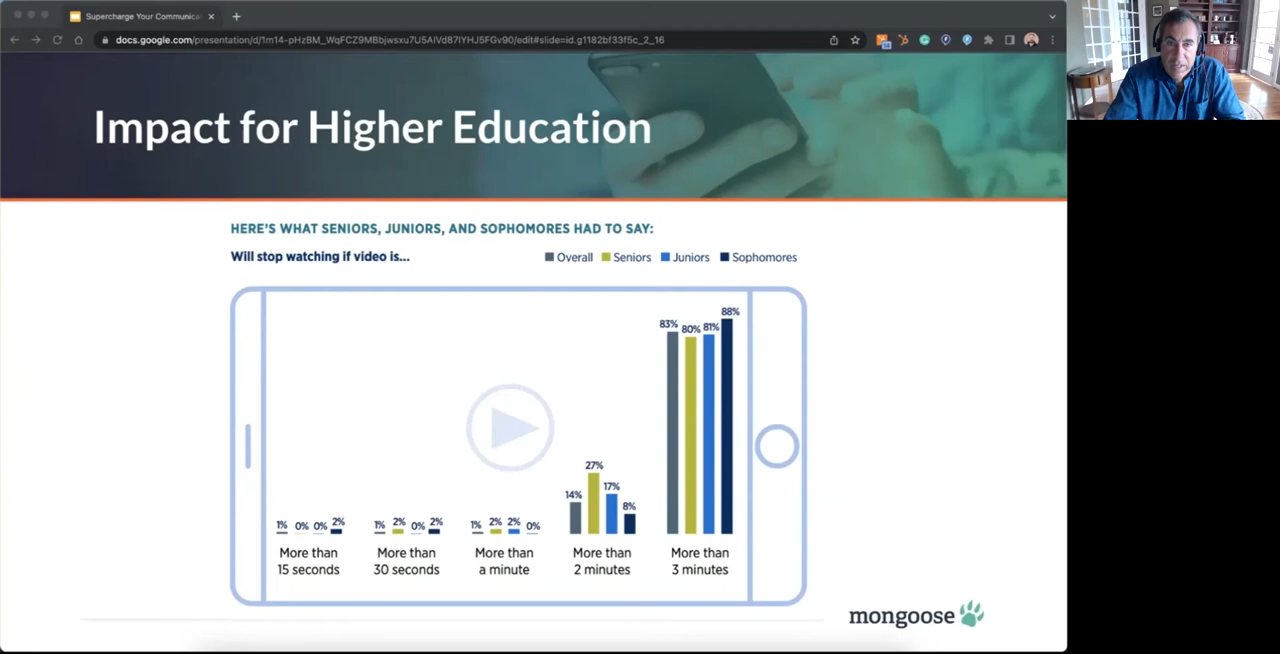 Supercharge Your Communica
docs.google.com/presentation/d/1m14-pHzBM_WqFCZ9MBbjwsxu7U5AlVd87IYHJ5FGv90/edit#slide=id.g1182bf33f5c_2_16
Impact for Higher Education
HERE'S WHAT SENIORS, JUNIORS, AND SOPHOMORES HAD TO SAY:
Will stop watching if video is...
Overall Seniors Juniors Sophomores
83% 80% 81% 88%
14% 27% 17% 8%
1% 0% 0% 2%
1% 2% 0% 2%
1% 2% 2% 0%
More than
15 seconds
More than
30 seconds
More than
a minute
More than
2 minutes
More than
3 minutes
mongoose